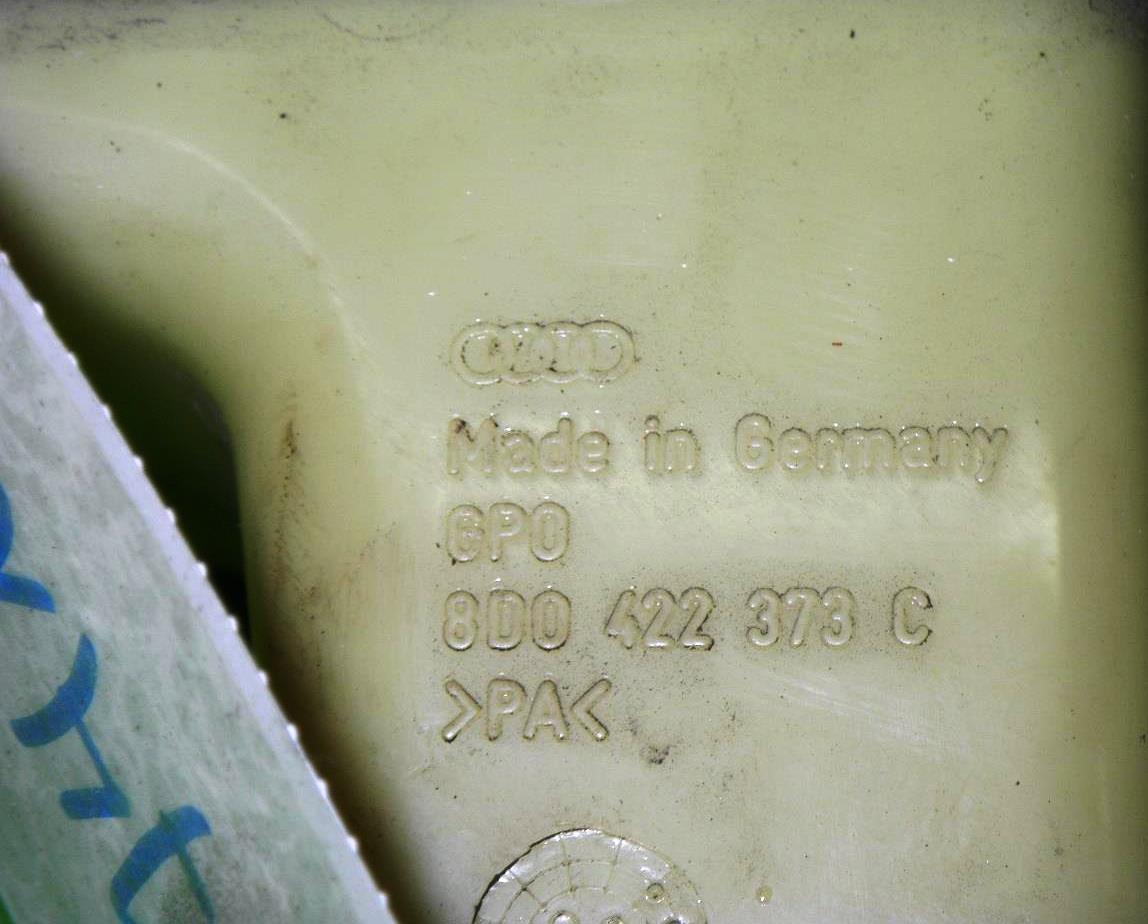 Made in Germany
GPO
8D0 422 373 C
>PA<